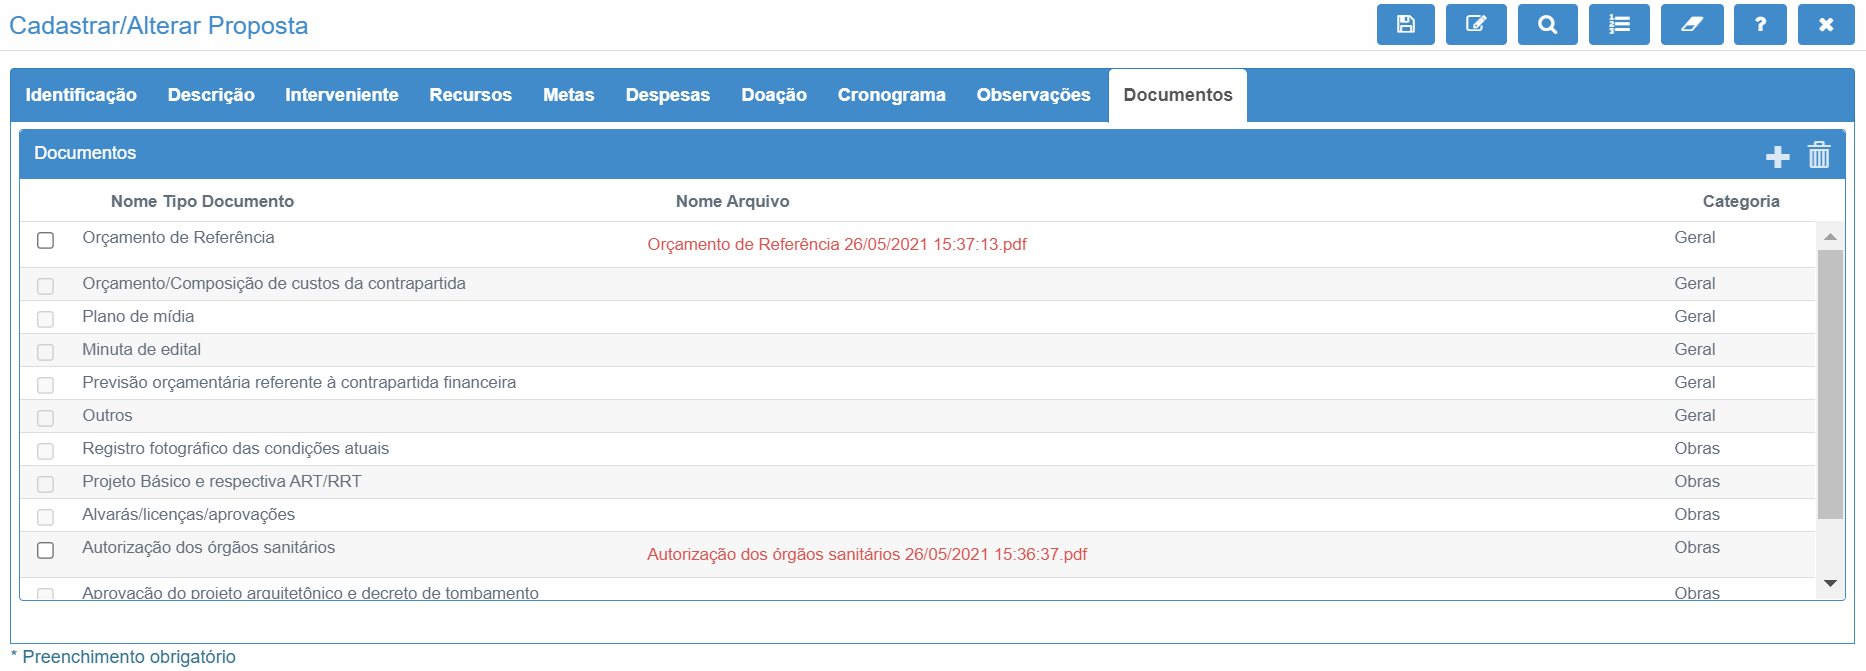 Cadastrar/Alterar Proposta
Identificação Descrição Interveniente Recursos Metas Despesas Doação Cronograma Observações Documentos
Documentos
Nome Tipo Documento Nome Arquivo Categoria
Orçamento de Referência Orçamento de Referência 26/05/2021 15:37:13.pdf Geral
Orçamento/Composição de custos da contrapartida Geral
Plano de mídia Geral
Minuta de edital Geral
Previsão orçamentária referente à contrapartida financeira Geral
Outros Geral
Registro fotográfico das condições atuais Obras
Projeto Básico e respectiva ART/RRT Obras
Alvarás/licenças/aprovações Obras
Autorização dos órgãos sanitários Autorização dos órgãos sanitários 26/05/2021 15:36:37.pdf Obras
Aprovação do projeto arquitetônico e decreto de tombamento Obras
* Preenchimento obrigatório